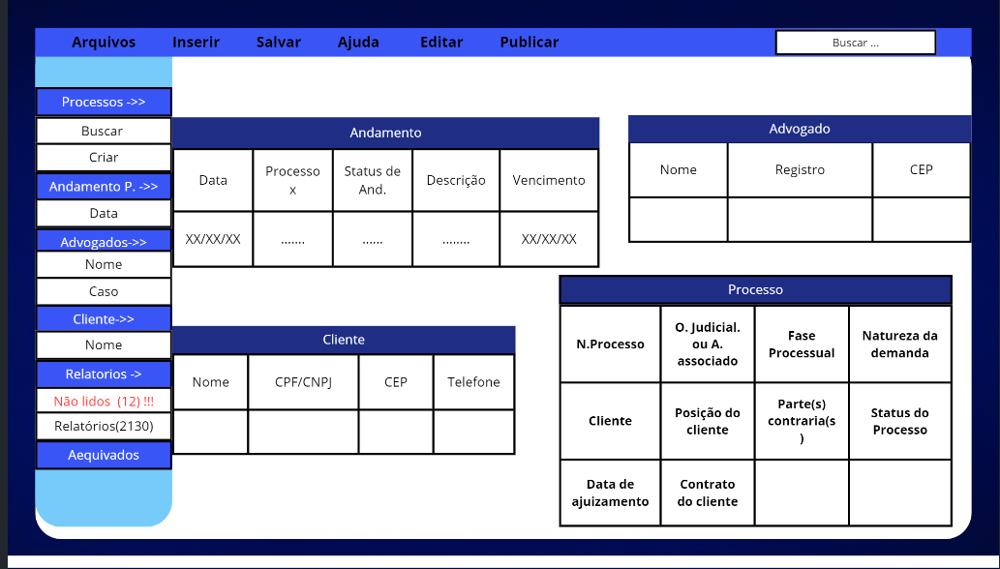 Arquivos Inserir Salvar Ajuda Editar Publicar Buscar ...
Processos ->>
Buscar
Criar
Andamento P. ->>
Data
Advogados->>
Nome
Caso
Cliente->>
Nome
Relatorios ->
Não lidos (12) !!!
Relatórios(2130)
Aequivados
Andamento
Data Processo x Status de And. Descrição Vencimento
XX/XX/XX ....... ...... ........ XX/XX/XX
Advogado
Nome Registro CEP
Cliente
Nome CPF/CNPJ CEP Telefone
Processo
N.Processo O. Judicial. ou A. associado Fase Processual Natureza da demanda
Cliente Posição do cliente Parte(s) contraria(s ) Status do Processo
Data de ajuizamento Contrato do cliente